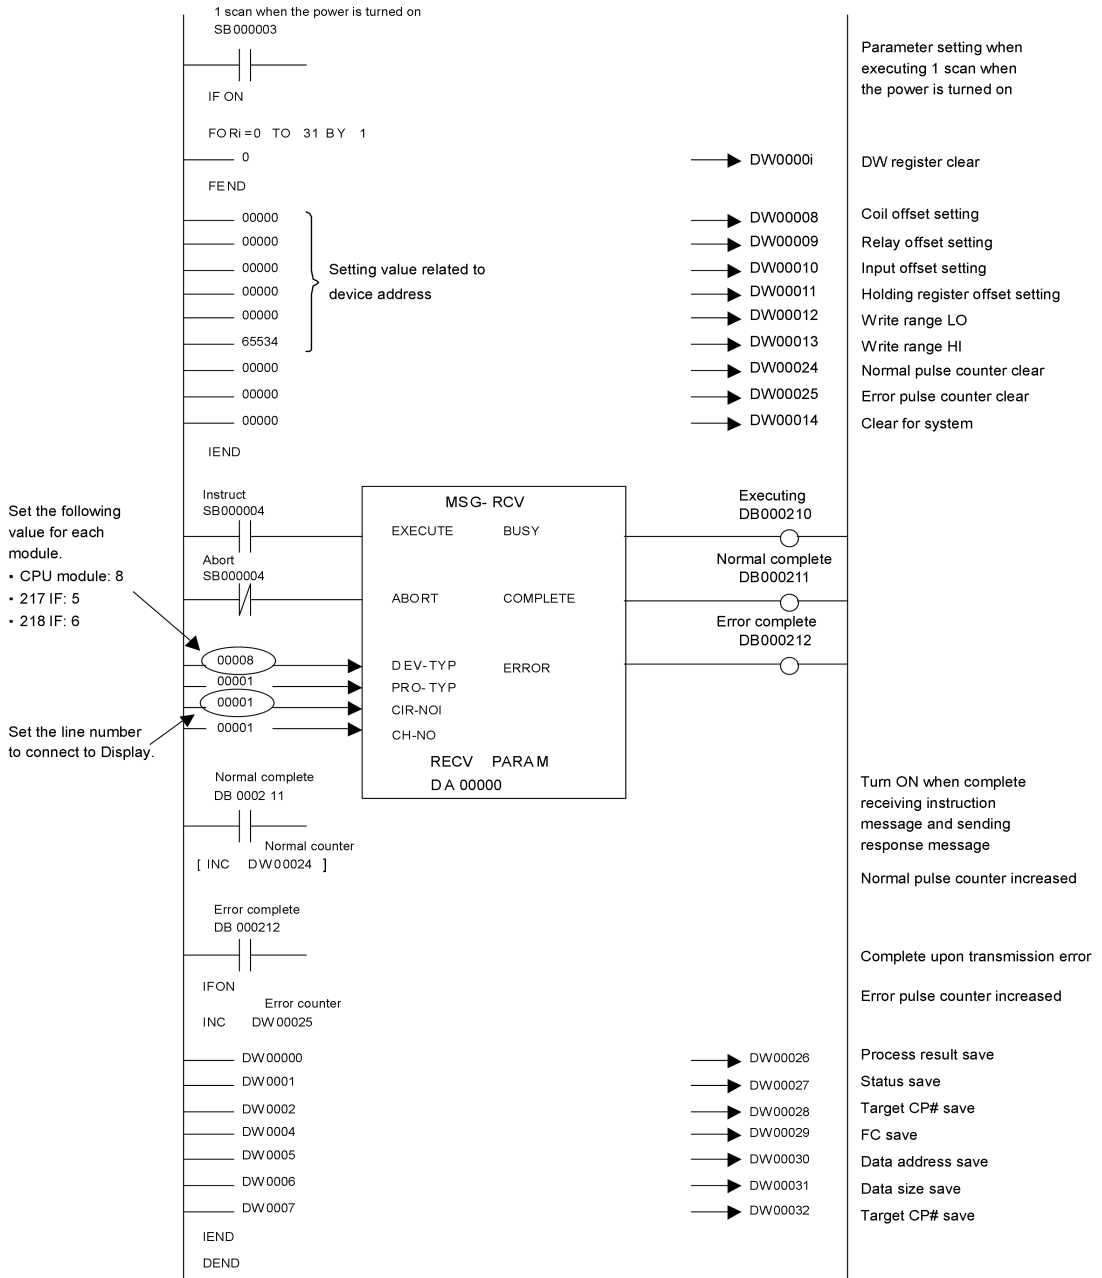 1 scan when the power is turned on
SB000003
Parameter setting when
executing 1 scan when
the power is turned on
IF ON
FORi=0 TO 31 BY 1
0 DW0000i DW register clear
FEND
00000 DW00008 Coil offset setting
00000 DW00009 Relay offset setting
00000 DW00010 Input offset setting
Setting value related to
device address
00000 DW00011 Holding register offset setting
00000 DW00012 Write range LO
65534 DW00013 Write range HI
00000 DW00024 Normal pulse counter clear
00000 DW00025 Error pulse counter clear
00000 DW00014 Clear for system
IEND
Set the following
value for each
module.
▪ CPU module: 8
▪ 217 IF: 5
▪ 218 IF: 6
Instruct
SB000004
Abort
SB000004
MSG- RCV
EXECUTE BUSY
ABORT COMPLETE
DEV-TYP ERROR
PRO-TYP
CIR-NOI
CH-NO
RECV PARAM
DA 00000
Executing
DB000210
Normal complete
DB000211
Error complete
DB000212
00008
00001
00001
00001
Set the line number
to connect to Display.
Normal complete
DB 0002 11
Turn ON when complete
receiving instruction
message and sending
response message
Normal counter
[ INC DW00024 ]
Normal pulse counter increased
Error complete
DB 000212
Complete upon transmission error
IFON
Error pulse counter increased
Error counter
INC DW00025
DW00000 DW00026 Process result save
DW0001 DW00027 Status save
DW0002 DW00028 Target CP# save
DW0004 DW00029 FC save
DW0005 DW00030 Data address save
DW0006 DW00031 Data size save
DW0007 DW00032 Target CP# save
IEND
DEND